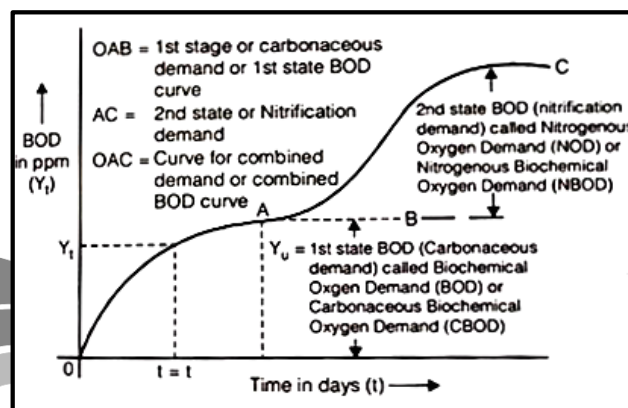 OAB = 1st stage or carbonaceous
demand or 1st state BOD
curve
AC = 2nd state or Nitrification
demand
OAC = Curve for combined
demand or combined
BOD curve
BOD
in ppm
(Yt)
C
2nd state BOD (nitrification
demand) called Nitrogenous
Oxygen Demand (NOD) or
Nitrogenous Biochemical
Oxygen Demand (NBOD)
A
B
Yt
Yu = 1st state BOD (Carbonaceous
demand) called Biochemical
Oxgen Demand (BOD) or
Carbonaceous Biochemical
Oxygen Demand (CBOD)
0
t = t
Time in days (t)